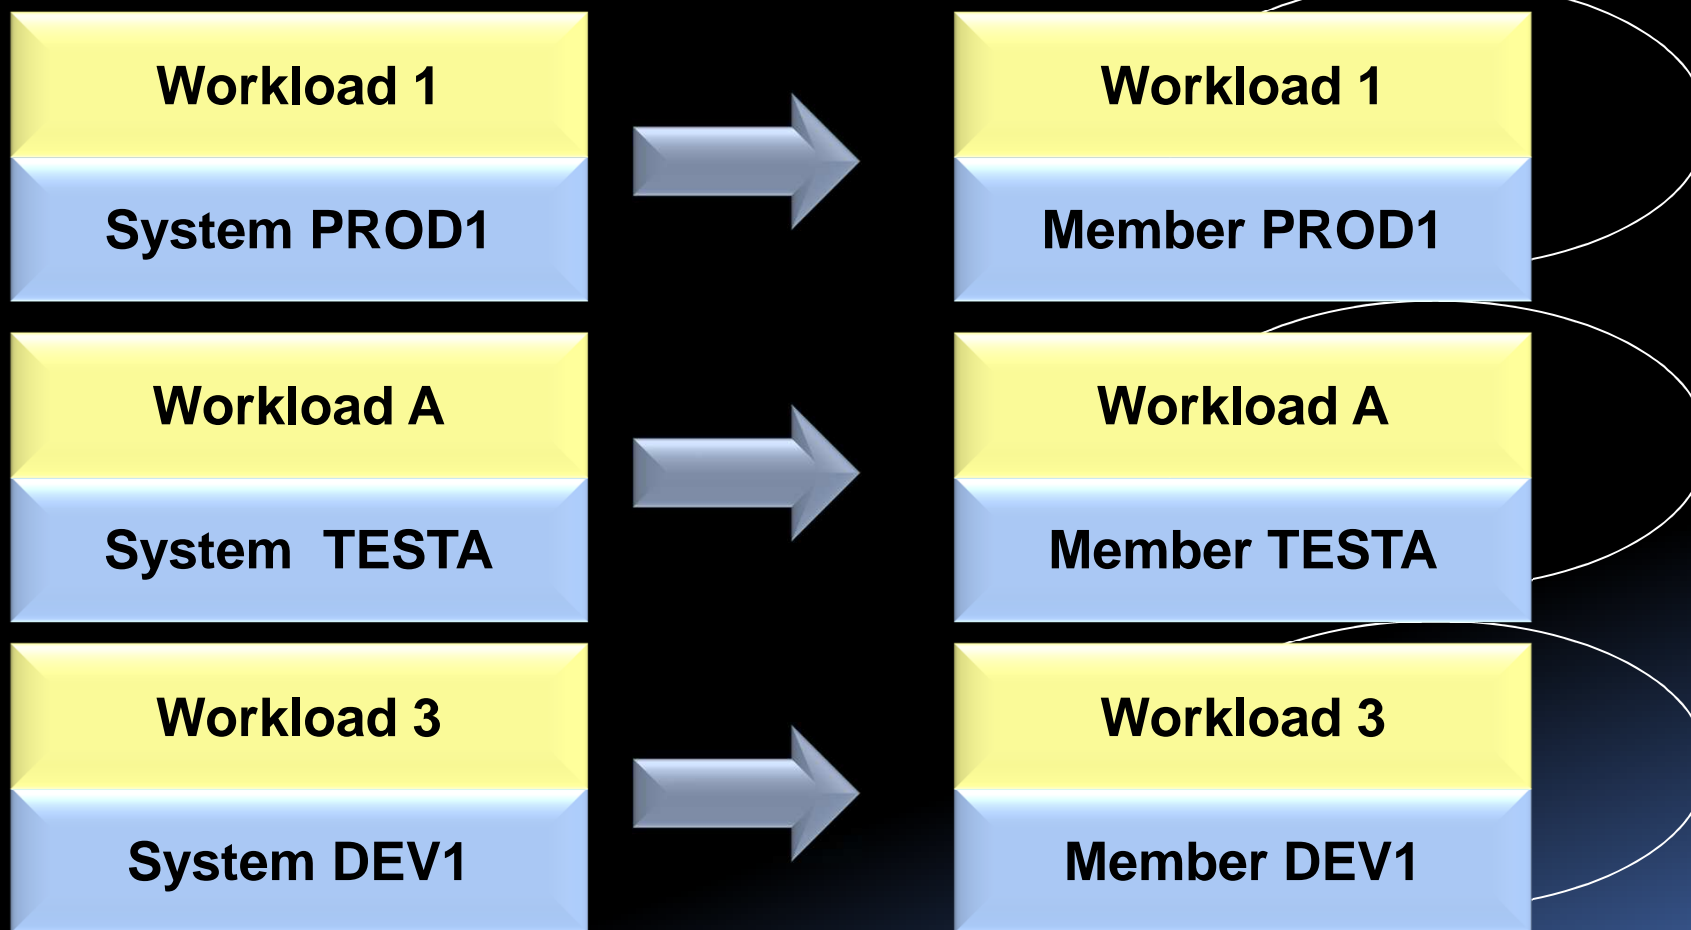 Workload 1
Workload 1
System PROD1
Member PROD1
Workload A
Workload A
System  TESTA
Member TESTA
Workload 3
Workload 3
System DEV1
Member DEV1